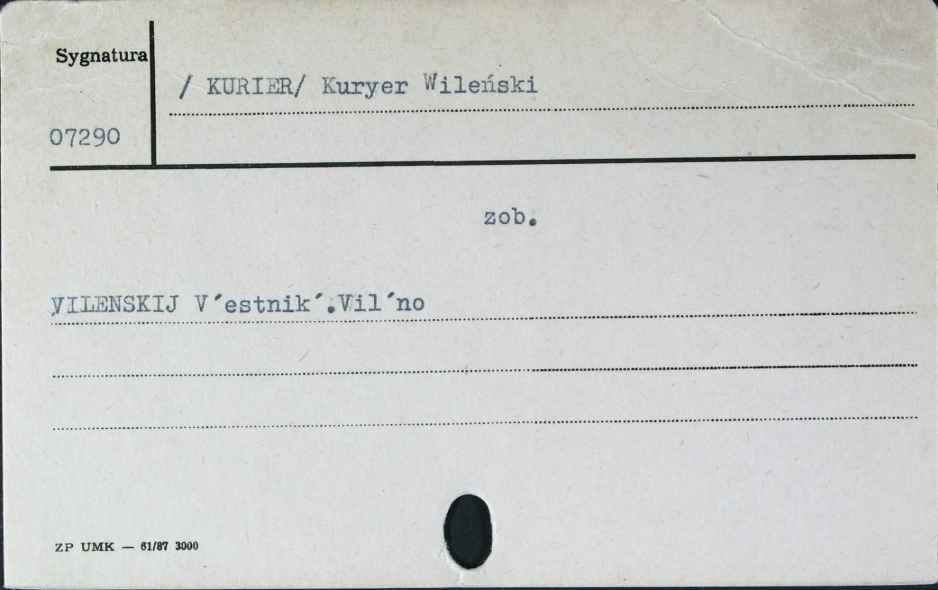 Sygnatura
/ KURIER/ Kuryer Wileński
07290
zob.
VILENSKIJ V´estnik´.Vil´no
ZP UMK — 61/87 3000